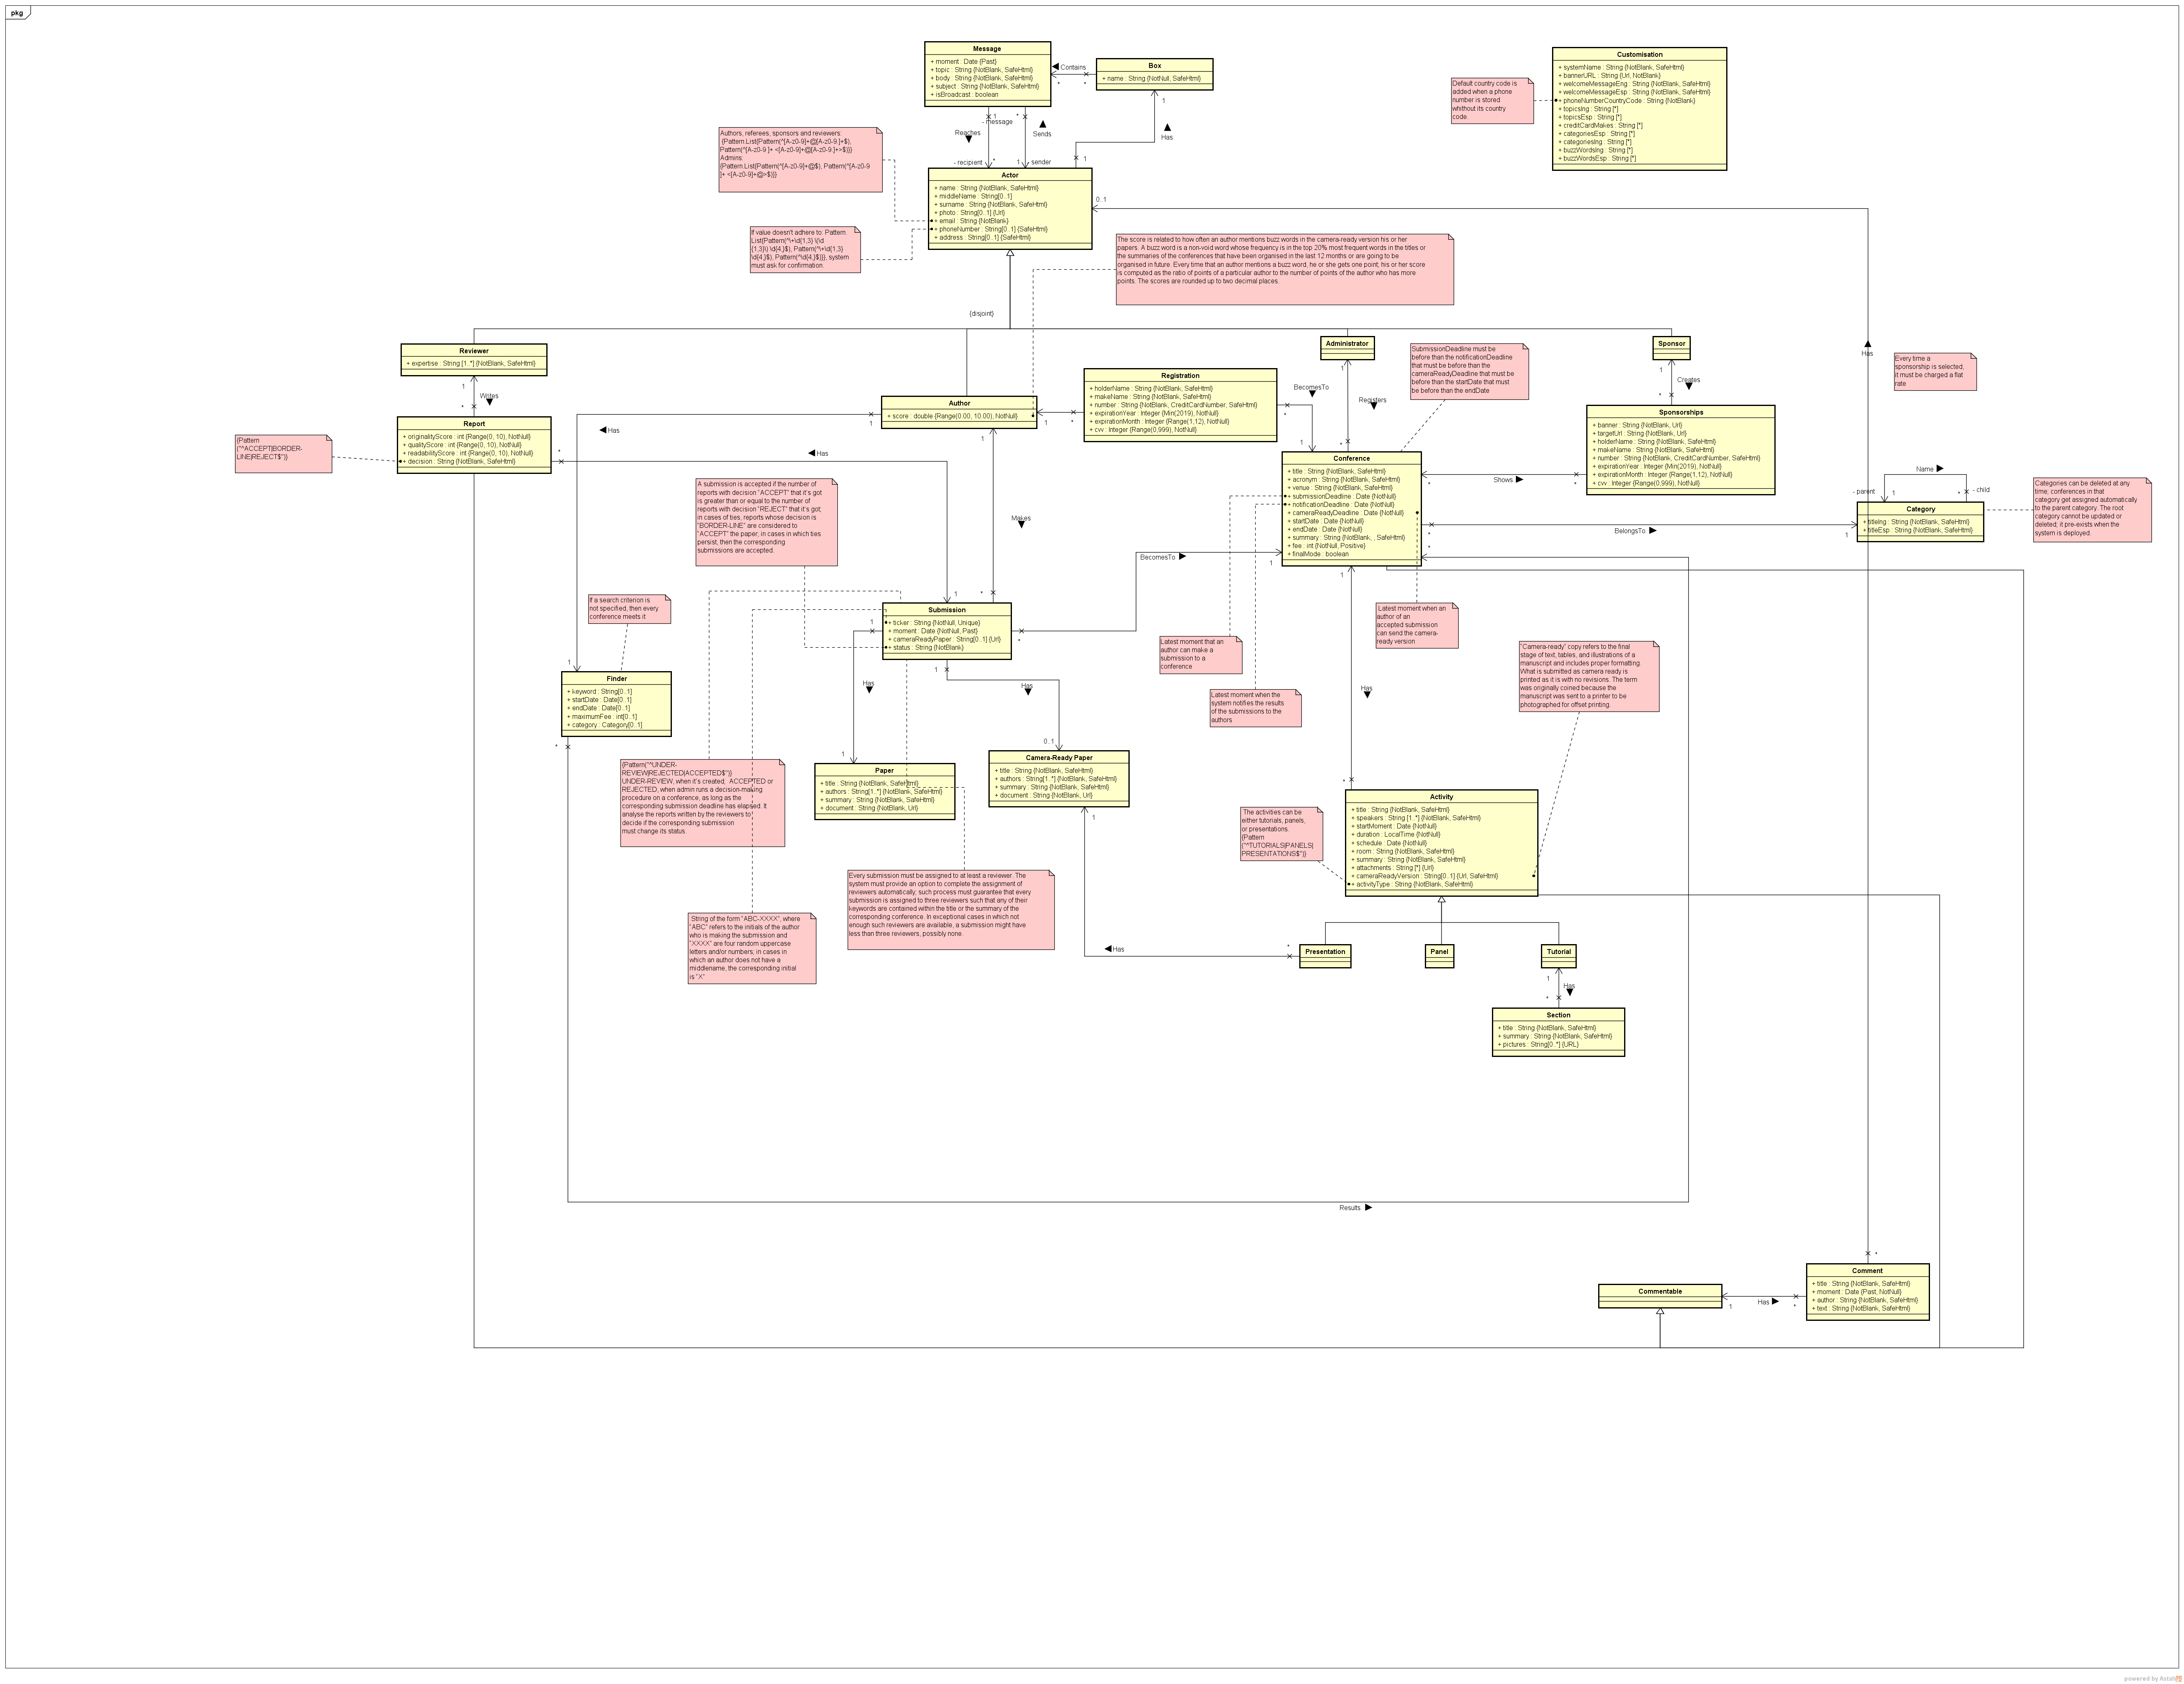 pkg
Message
+ moment : Date {Past}
+ topic : String {NotBlank, SafeHtml}
+ body : String {NotBlank, SafeHtml}
+ subject : String {NotBlank, SafeHtml}
+ isBroadcast : boolean
Contains
*
*
Box
+ name : String {NotNull, SafeHtml}
1
Has
1
1
- message
Reaches
- recipient
*
*
Sends
1
sender
Customisation
+ systemName : String {NotBlank, SafeHtml}
+ bannerURL : String {Url, NotBlank}
+ welcomeMessageEng : String {NotBlank, SafeHtml}
+ welcomeMessageEsp : String {NotBlank, SafeHtml}
+ phoneNumberCountryCode : String {NotBlank}
+ topicsIng : String [*]
+ topicsEsp : String [*]
+ creditCardMakes : String [*]
+ categoriesEsp : String [*]
+ categoriesIng : String [*]
+ buzzWordsIng : String [*]
+ buzzWordsEsp : String [*]
Default country code is
added when a phone
number is stored
whithout its country
code.
Authors, referees, sponsors and reviewers:
{Pattern.List{Pattern(^[A-z0-9]+@[A-z0-9.]+$),
Pattern(^[A-z0-9 ]+ <[A-z0-9]+@[A-z0-9.]+>$)}}
Admins:
{Pattern.List{Pattern(^[A-z0-9]+@$), Pattern(^[A-z0-9
]+ <[A-z0-9]+@>$)}}
Actor
+ name : String {NotBlank, SafeHtml}
+ middleName : String[0..1]
+ surname : String {NotBlank, SafeHtml}
+ photo : String[0..1] {Url}
+ email : String {NotBlank}
+ phoneNumber : String[0..1] {SafeHtml}
+ address : String[0..1] {SafeHtml}
0..1
If value doesn't adhere to: Pattern.
List{Pattern(^\+\d{1,3} \(\d
{1,3}\) \d{4,}$), Pattern(^\+\d{1,3}
\d{4,}$), Pattern(^\d{4,}$)}}, system
must ask for confirmation.
The score is related to how often an author mentions buzz words in the camera-ready version his or her
papers. A buzz word is a non-void word whose frequency is in the top 20% most frequent words in the titles or
the summaries of the conferences that have been organised in the last 12 months or are going to be
organised in future. Every time that an author mentions a buzz word, he or she gets one point; his or her score
is computed as the ratio of points of a particular author to the number of points of the author who has more
points. The scores are rounded up to two decimal places.
{disjoint}
Reviewer
+ expertise : String [1..*] {NotBlank, SafeHtml}
1
Writes
*
Administrator
1
Registers
*
Sponsor
1
Creates
*
SubmissionDeadline must be
before than the notificationDeadline
that must be before than the
cameraReadyDeadline that must be
before than the startDate that must
be before than the endDate
Has
Every time a
sponsorship is selected,
it must be charged a flat
rate
Registration
+ holderName : String {NotBlank, SafeHtml}
+ makeName : String {NotBlank, SafeHtml}
+ number : String {NotBlank, CreditCardNumber, SafeHtml}
+ expirationYear : Integer {Min(2019), NotNull}
+ expirationMonth : Integer {Range(1,12), NotNull}
+ cvv : Integer {Range(0,999), NotNull}
BecomesTo
*
1
Author
+ score : double {Range(0.00, 10.00), NotNull}
1
*
1
1
Has
Report
+ originalityScore : int {Range(0, 10), NotNull}
+ qualityScore : int {Range(0, 10), NotNull}
+ readabilityScore : int {Range(0, 10), NotNull}
+ decision : String {NotBlank, SafeHtml}
{Pattern
("^ACCEPT|BORDER-
LINE|REJECT$")}
*
Has
Sponsorships
+ banner : String {NotBlank, Url}
+ targetUrl : String {NotBlank, Url}
+ holderName : String {NotBlank, SafeHtml}
+ makeName : String {NotBlank, SafeHtml}
+ number : String {NotBlank, CreditCardNumber, SafeHtml}
+ expirationYear : Integer {Min(2019), NotNull}
+ expirationMonth : Integer {Range(1,12), NotNull}
+ cvv : Integer {Range(0,999), NotNull}
Conference
+ title : String {NotBlank, SafeHtml}
+ acronym : String {NotBlank, SafeHtml}
+ venue : String {NotBlank, SafeHtml}
+ submissionDeadline : Date {NotNull}
+ notificationDeadline : Date {NotNull}
+ cameraReadyDeadline : Date {NotNull}
+ startDate : Date {NotNull}
+ endDate : Date {NotNull}
+ summary : String {NotBlank, , SafeHtml}
+ fee : int {NotNull, Positive}
+ finalMode : boolean
*
Shows
*
*
*
BelongsTo
1
Name
- parent
1
*
- child
Category
+ titleIng : String {NotBlank, SafeHtml}
+ titleEsp : String {NotBlank, SafeHtml}
Categories can be deleted at any
time; conferences in that
category get assigned automatically
to the parent category. The root
category cannot be updated or
deleted; it pre-exists when the
system is deployed.
A submission is accepted if the number of
reports with decision "ACCEPT" that it's got
is greater than or equal to the number of
reports with decision "REJECT" that it's got;
in cases of ties, reports whose decision is
"BORDER-LINE" are considered to
"ACCEPT" the paper; in cases in which ties
persist, then the corresponding
submissions are accepted.
Makes
*
1
BecomesTo
1
1
If a search criterion is
not specified, then every
conference meets it
Submission
+ ticker : String {NotNull, Unique}
+ moment : Date {NotNull, Past}
+ cameraReadyPaper : String[0..1] {Url}
+ status : String {NotBlank}
1
*
1
Latest moment that an
author can make a
submission to a
conference
Latest moment when an
author of an
accepted submission
can send the camera-
ready version
"Camera-ready" copy refers to the final
stage of text, tables, and illustrations of a
manuscript and includes proper formatting.
What is submitted as camera ready is
printed as it is with no revisions. The term
was originally coined because the
manuscript was sent to a printer to be
photographed for offset printing.
1
Finder
+ keyword : String[0..1]
+ startDate : Date[0..1]
+ endDate : Date[0..1]
+ maximumFee : int[0..1]
+ category : Category[0..1]
*
Has
Has
Has
Latest moment when the
system notifies the results
of the submissions to the
authors
1
0..1
{Pattern("^UNDER-
REVIEW|REJECTED|ACCEPTED$")}
UNDER-REVIEW, when it's created; ACCEPTED or
REJECTED, when admin runs a decision-making
procedure on a conference, as long as the
corresponding submission deadline has elapsed. It
analyse the reports written by the reviewers to
decide if the corresponding submission
must change its status.
Paper
+ title : String {NotBlank, SafeHtml}
+ authors : String[1..*] {NotBlank, SafeHtml}
+ summary : String {NotBlank, SafeHtml}
+ document : String {NotBlank, Url}
Camera-Ready Paper
+ title : String {NotBlank, SafeHtml}
+ authors : String[1..*] {NotBlank, SafeHtml}
+ summary : String {NotBlank, SafeHtml}
+ document : String {NotBlank, Url}
1
*
Activity
+ title : String {NotBlank, SafeHtml}
+ speakers : String [1..*] {NotBlank, SafeHtml}
+ startMoment : Date {NotNull}
+ duration : LocalTime {NotNull}
+ schedule : Date {NotNull}
+ room : String {NotBlank, SafeHtml}
+ summary : String {NotBlank, SafeHtml}
+ attachments : String [*] {Url}
+ cameraReadyVersion : String[0..1] {Url, SafeHtml}
+ activityType : String {NotBlank, SafeHtml}
The activities can be
either tutorials, panels,
or presentations.
{Pattern
("^TUTORIALS|PANELS|
PRESENTATIONS$")}
Every submission must be assigned to at least a reviewer. The
system must provide an option to complete the assignment of
reviewers automatically; such process must guarantee that every
submission is assigned to three reviewers such that any of their
keywords are contained within the title or the summary of the
corresponding conference. In exceptional cases in which not
enough such reviewers are available, a submission might have
less than three reviewers, possibly none.
String of the form "ABC-XXXX", where
"ABC" refers to the initials of the author
who is making the submission and
"XXXX" are four random uppercase
letters and/or numbers; in cases in
which an author does not have a
middlename, the corresponding initial
is "X"
Has
*
Presentation
Panel
Tutorial
1
Has
*
Section
+ title : String {NotBlank, SafeHtml}
+ summary : String {NotBlank, SafeHtml}
+ pictures : String[0..*] {URL}
Results
*
Comment
+ title : String {NotBlank, SafeHtml}
+ moment : Date {Past, NotNull}
+ author : String {NotBlank, SafeHtml}
+ text : String {NotBlank, SafeHtml}
Commentable
1
Has
*
powered by Astah